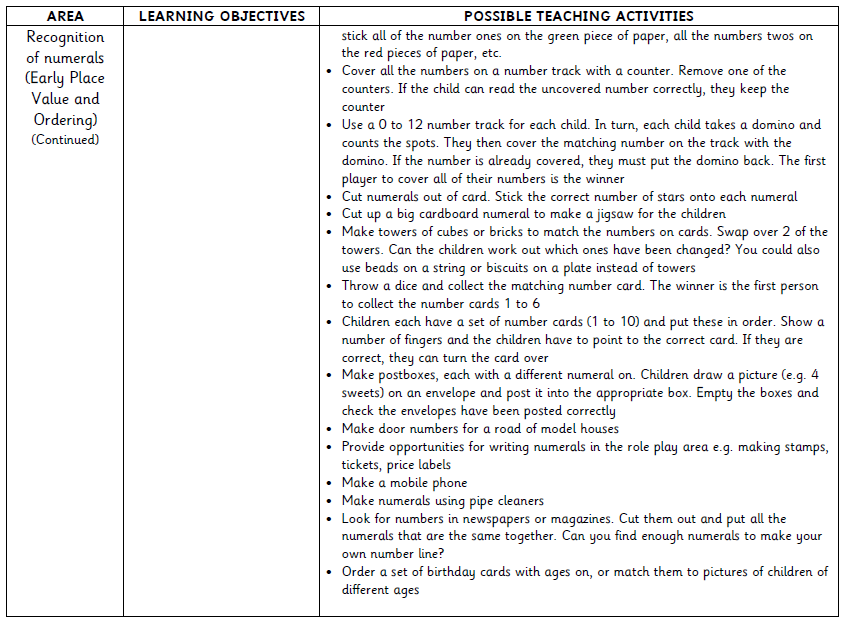 AREA
LEARNING OBJECTIVES
POSSIBLE TEACHING ACTIVITIES
Recognition
of numerals
(Early Place
Value and
Ordering)
(Continued)
stick all of the number ones on the green piece of paper, all the numbers twos on
the red pieces of paper, etc.
• Cover all the numbers on a number track with a counter. Remove one of the
counters. If the child can read the uncovered number correctly, they keep the
counter
• Use a 0 to 12 number track for each child. In turn, each child takes a domino and
counts the spots. They then cover the matching number on the track with the
domino. If the number is already covered, they must put the domino back. The first
player to cover all of their numbers is the winner
• Cut numerals out of card. Stick the correct number of stars onto each numeral
• Cut up a big cardboard numeral to make a jigsaw for the children
• Make towers of cubes or bricks to match the numbers on cards. Swap over 2 of the
towers. Can the children work out which ones have been changed? You could also
use beads on a string or biscuits on a plate instead of towers
• Throw a dice and collect the matching number card. The winner is the first person
to collect the number cards 1 to 6
• Children each have a set of number cards (1 to 10) and put these in order. Show a
number of fingers and the children have to point to the correct card. If they are
correct, they can turn the card over
• Make postboxes, each with a different numeral on. Children draw a picture (e.g. 4
sweets) on an envelope and post it into the appropriate box. Empty the boxes and
check the envelopes have been posted correctly
• Make door numbers for a road of model houses
• Provide opportunities for writing numerals in the role play area e.g. making stamps,
tickets, price labels
• Make a mobile phone
• Make numerals using pipe cleaners
• Look for numbers in newspapers or magazines. Cut them out and put all the
numerals that are the same together. Can you find enough numerals to make your
own number line?
• Order a set of birthday cards with ages on, or match them to pictures of children of
different ages